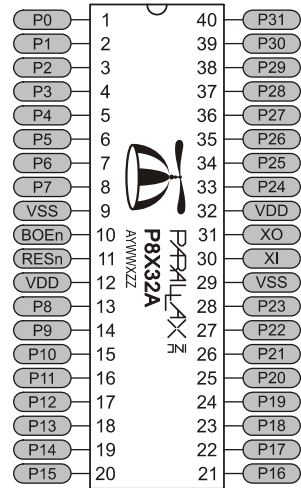 P0 1 40 P31
P1 2 39 P30
P2 3 38 P29
P3 4 37 P28
P4 5 36 P27
P5 6 35 P26
P6 7 34 P25
P7 8 33 P24
VSS 9 32 VDD
BOEn 10 31 XO
RESn 11 30 XI
VDD 12 29 VSS
P8 13 28 P23
P9 14 27 P22
P10 15 26 P21
P11 16 25 P20
P12 17 24 P19
P13 18 23 P18
P14 19 22 P17
P15 20 21 P16
PARALLAX INC
P8X32A
AYWWXZZ